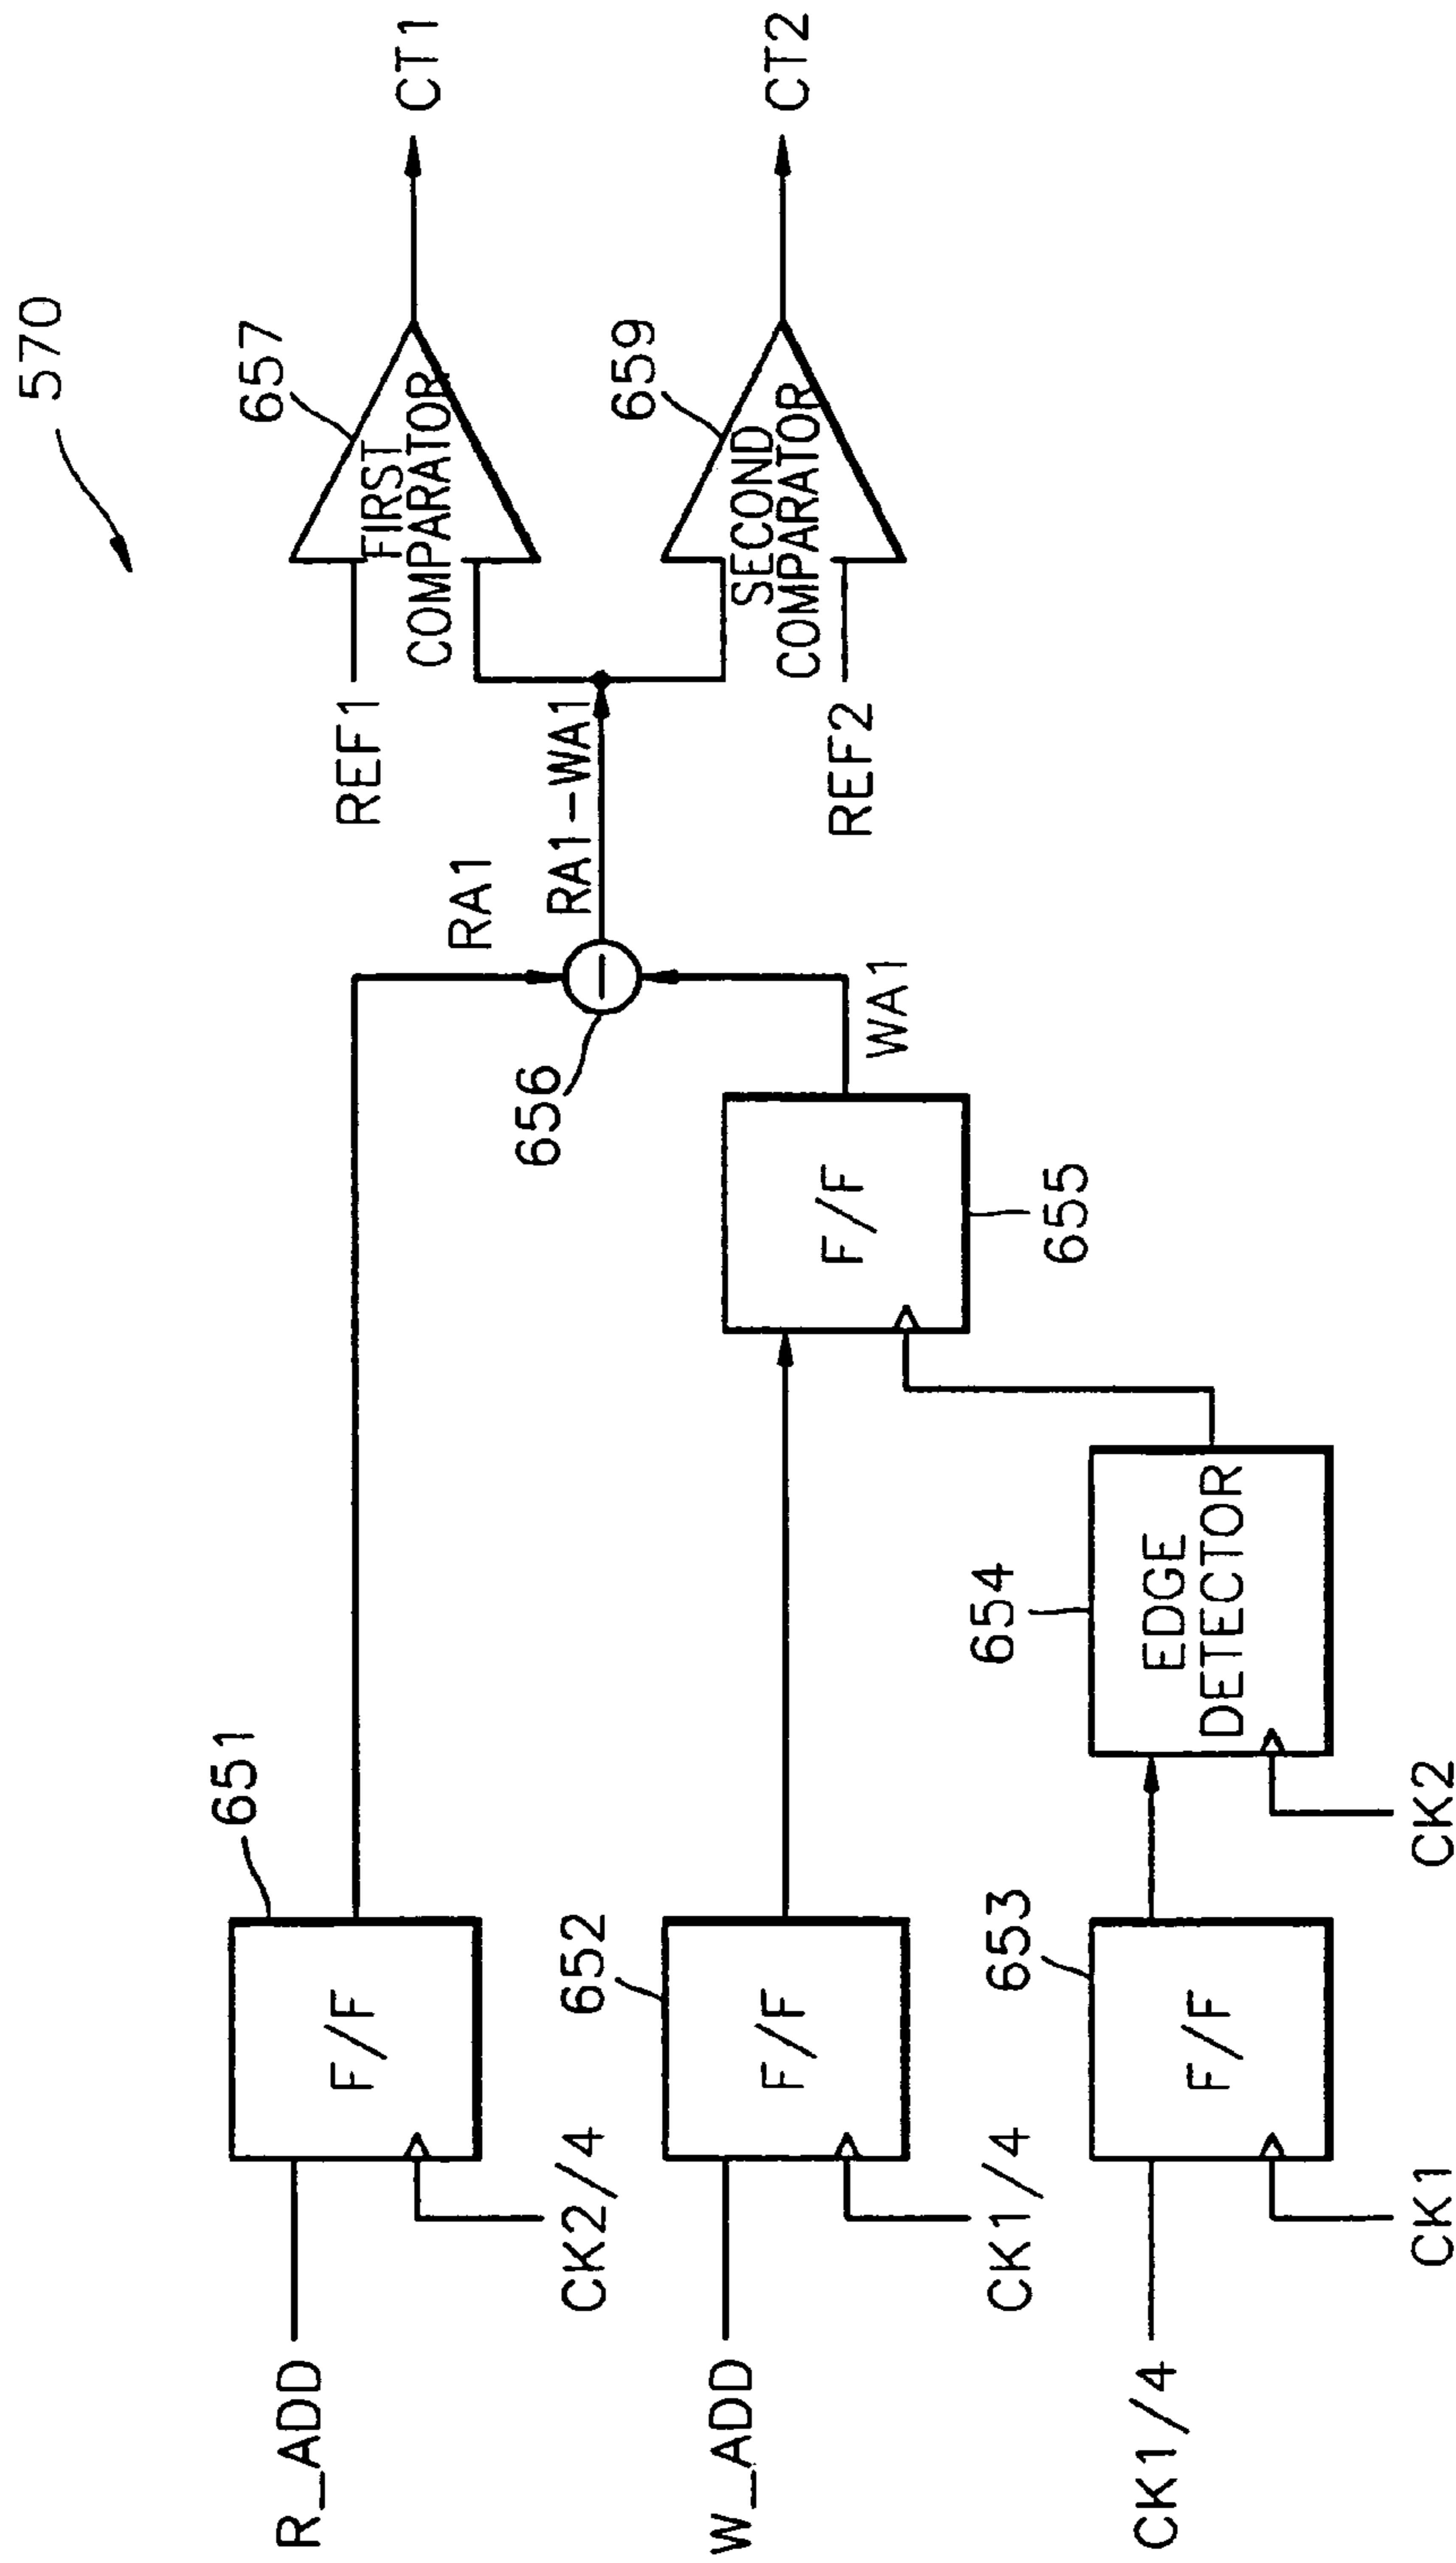 570
R_ADD
CK2/4
F/F
651
W_ADD
CK1/4
F/F
652
CK1/4
CK1
F/F
653
CK2
EDGE
DETECTOR
654
F/F
655
WA1
RA1
656
RA1-WA1
REF1
FIRST
COMPARATOR
657
CT1
REF2
SECOND
COMPARATOR
659
CT2